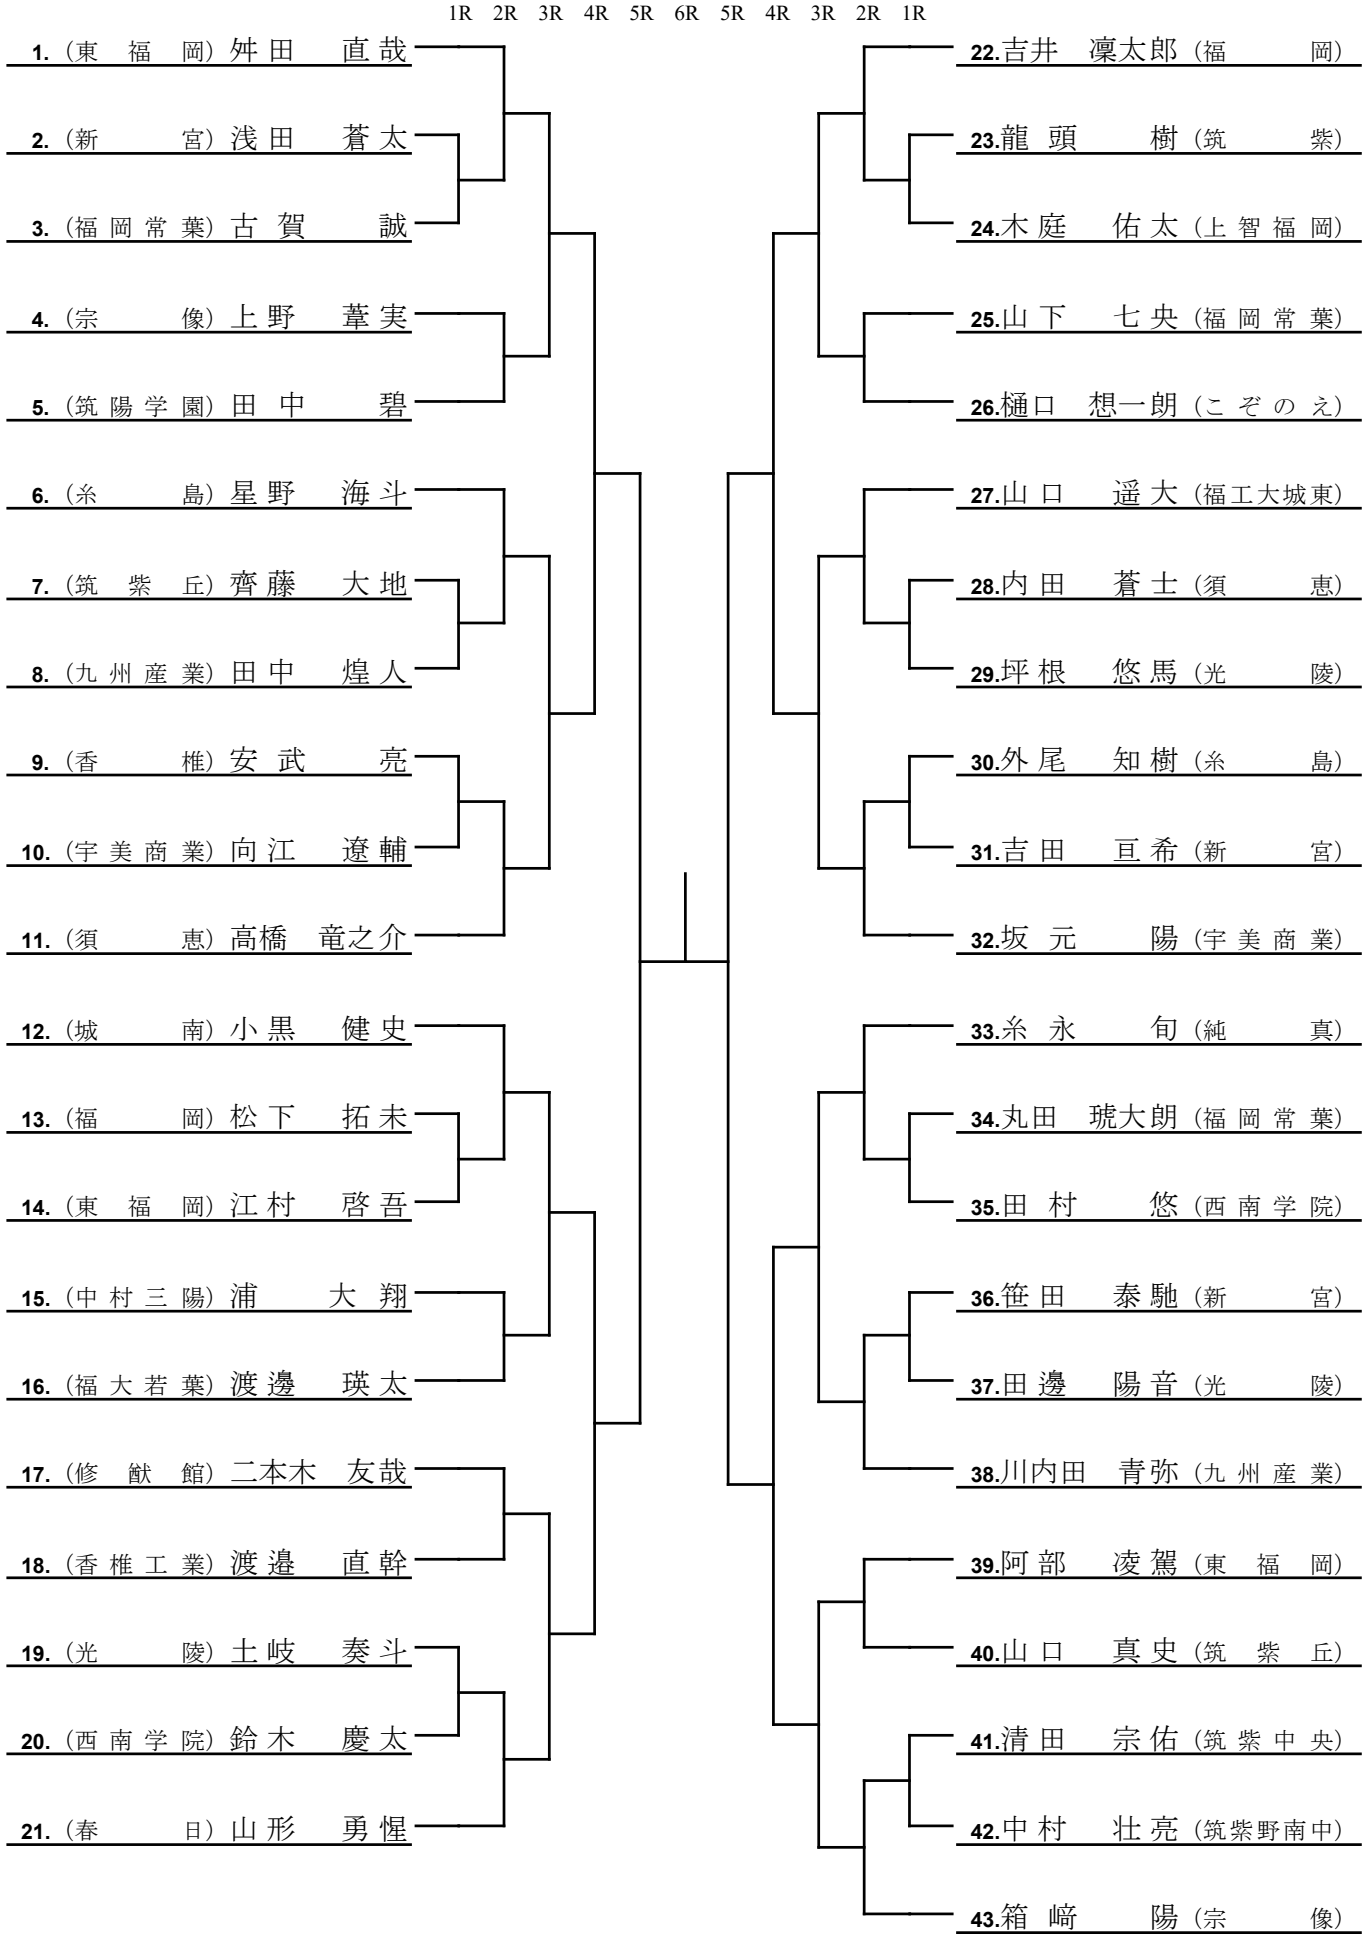 1R 2R 3R 4R 5R 6R 5R 4R 3R 2R 1R
1. (東福岡) 舛田 直哉
2. (新宮) 浅田 蒼太
3. (福岡常葉) 古賀 誠
4. (宗像) 上野 葦実
5. (筑陽学園) 田中 碧
6. (糸島) 星野 海斗
7. (筑紫丘) 齊藤 大地
8. (九州産業) 田中 煌人
9. (香椎) 安武 亮
10. (宇美商業) 向江 遼輔
11. (須恵) 高橋 竜之介
12. (城南) 小黒 健史
13. (福岡) 松下 拓未
14. (東福岡) 江村 啓吾
15. (中村三陽) 浦 大翔
16. (福大若葉) 渡邊 瑛太
17. (修猷館) 二本木 友哉
18. (香椎工業) 渡邉 直幹
19. (光陵) 土岐 奏斗
20. (西南学院) 鈴木 慶太
21. (春日) 山形 勇惺
22. 吉井 凜太郎 (福岡)
23. 龍頭 樹 (筑紫)
24. 木庭 佑太 (上智福岡)
25. 山下 七央 (福岡常葉)
26. 樋口 想一朗 (こぞのえ)
27. 山口 遥大 (福工大城東)
28. 内田 蒼士 (須恵)
29. 坪根 悠馬 (光陵)
30. 外尾 知樹 (糸島)
31. 吉田 亘希 (新宮)
32. 坂元 陽 (宇美商業)
33. 糸永 旬 (純真)
34. 丸田 琥大朗 (福岡常葉)
35. 田村 悠 (西南学院)
36. 笹田 泰馳 (新宮)
37. 田邊 陽音 (光陵)
38. 川内田 青弥 (九州産業)
39. 阿部 凌駕 (東福岡)
40. 山口 真史 (筑紫丘)
41. 清田 宗佑 (筑紫中央)
42. 中村 壮亮 (筑紫野南中)
43. 箱﨑 陽 (宗像)